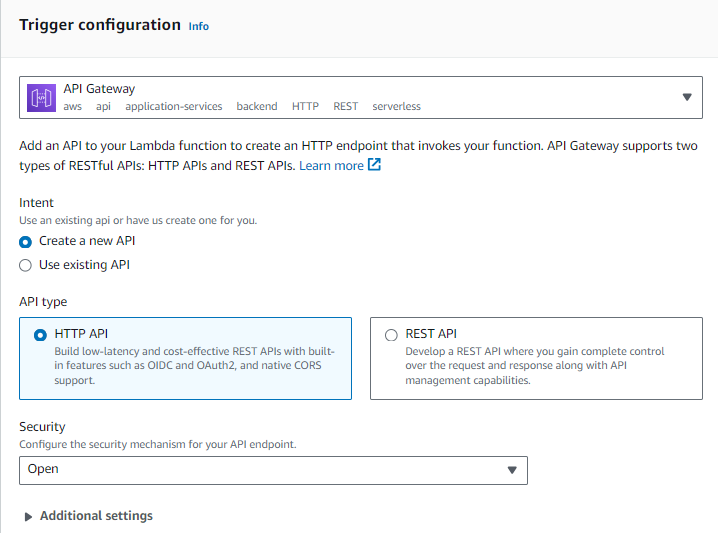 Trigger configuration Info
API Gateway
aws api application-services backend HTTP REST serverless
Add an API to your Lambda function to create an HTTP endpoint that invokes your function. API Gateway supports two
types of RESTful APIs: HTTP APIs and REST APIs. Learn more
Intent
Use an existing api or have us create one for you.
Create a new API
Use existing API
API type
HTTP API
Build low-latency and cost-effective REST APIs with built-
in features such as OIDC and OAuth2, and native CORS
support.
REST API
Develop a REST API where you gain complete control
over the request and response along with API
management capabilities.
Security
Configure the security mechanism for your API endpoint.
Open
Additional settings